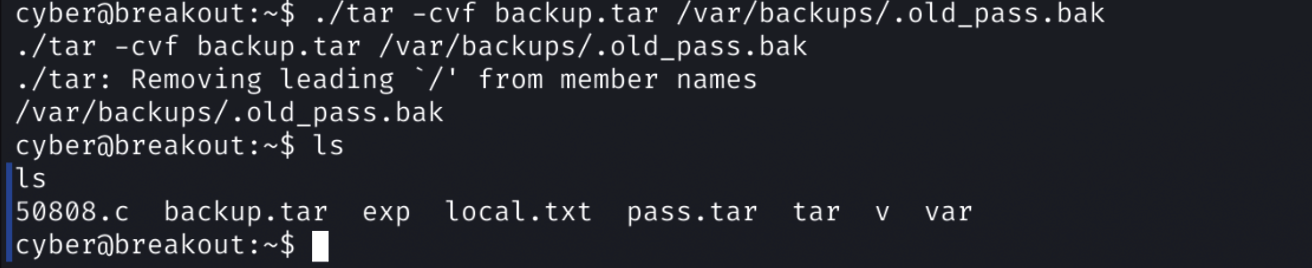 cyber@breakout:~$ ./tar -cvf backup.tar /var/backups/.old_pass.bak
./tar -cvf backup.tar /var/backups/.old_pass.bak
./tar: Removing leading `/' from member names
/var/backups/.old_pass.bak
cyber@breakout:~$ ls
ls
50808.c  backup.tar  exp  local.txt  pass.tar  tar  v  var
cyber@breakout:~$